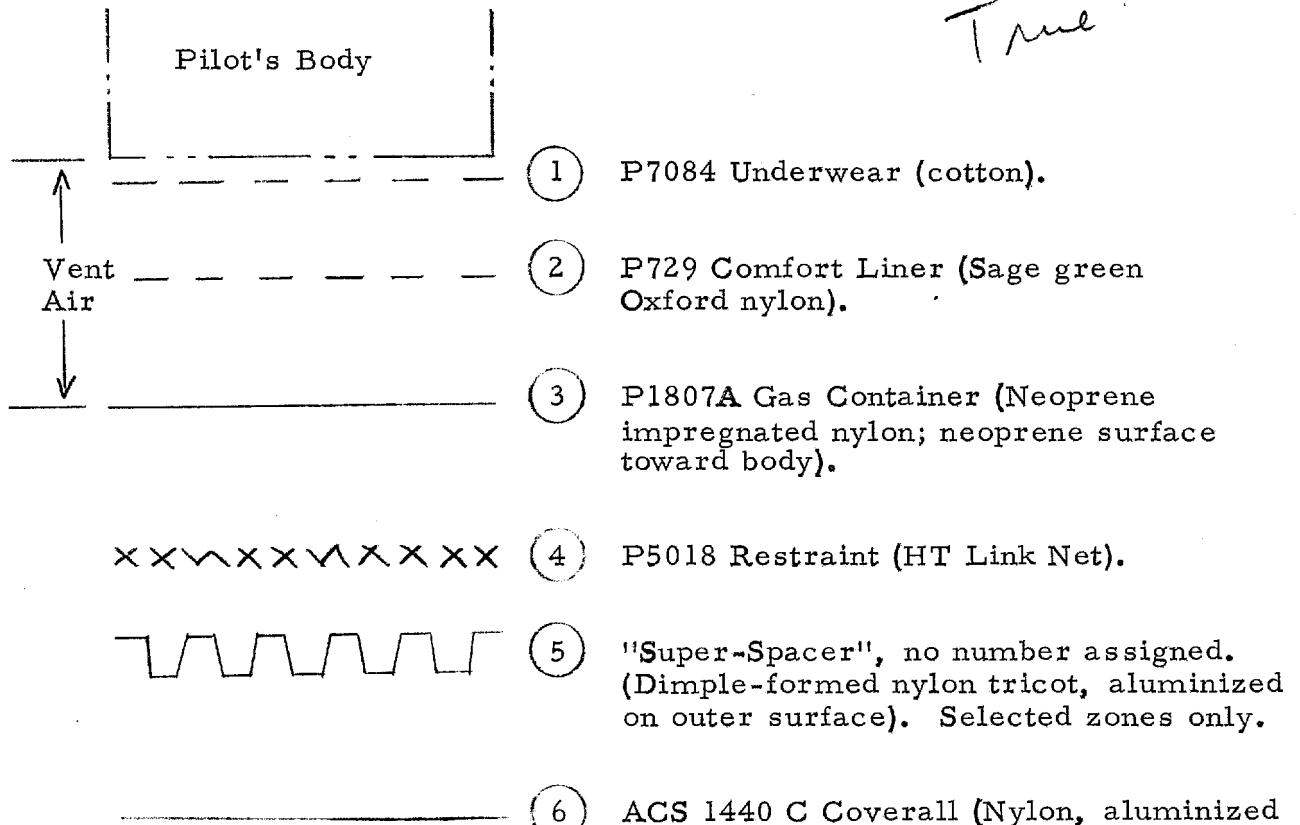 True
Pilot's Body
1 P7084 Underwear (cotton).
Vent
Air
2 P729 Comfort Liner (Sage green
Oxford nylon).
3 P1807A Gas Container (Neoprene
impregnated nylon; neoprene surface
toward body).
4 P5018 Restraint (HT Link Net).
5 "Super-Spacer", no number assigned.
(Dimple-formed nylon tricot, aluminized
on outer surface). Selected zones only.
6 ACS 1440 C Coverall (Nylon, aluminized